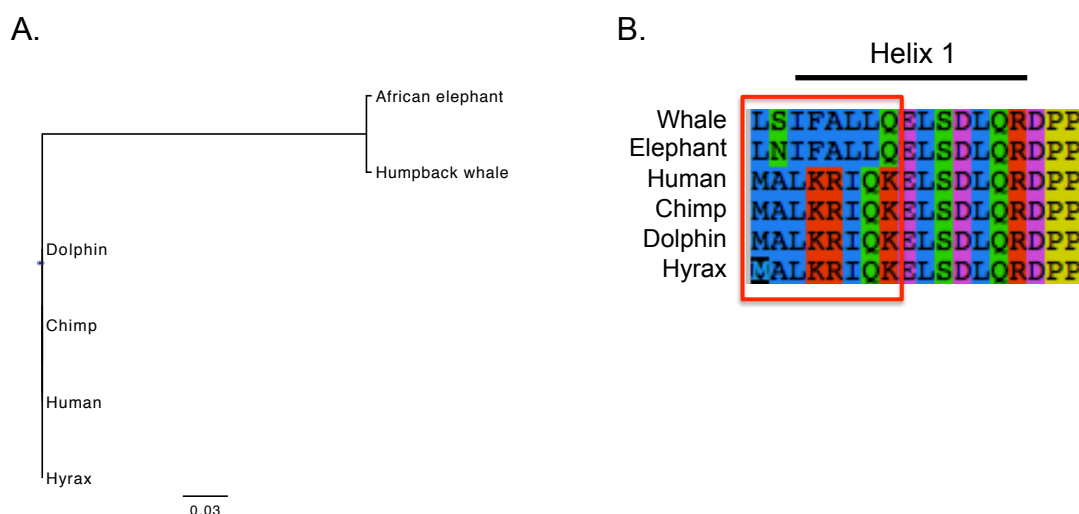 A.
African elephant
Humpback whale
Dolphin
Chimp
Human
Hyrax
0.03
B.
Helix 1
Whale LSIFALLQELSDLQRDPP
Elephant LNIFALLQELSDLQRDPP
Human MALKRIQKELSDLQRDPP
Chimp MALKRIQKELSDLQRDPP
Dolphin MALKRIQKELSDLQRDPP
Hyrax MALKRIQKELSDLQRDPP